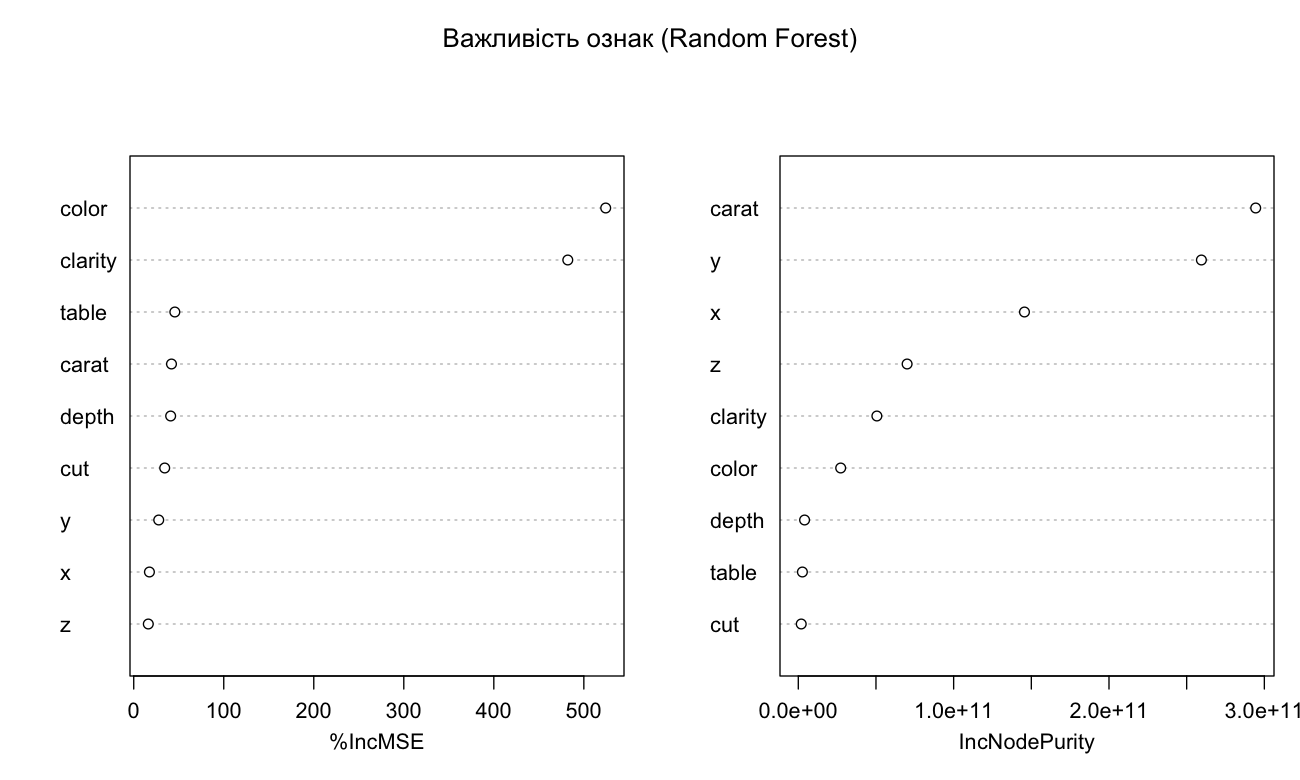 Важливість ознак (Random Forest)
color
clarity
table
carat
depth
cut
y
x
z
0 100 200 300 400 500
%IncMSE
carat
y
x
z
clarity
color
depth
table
cut
0.0e+00 1.0e+11 2.0e+11 3.0e+11
IncNodePurity